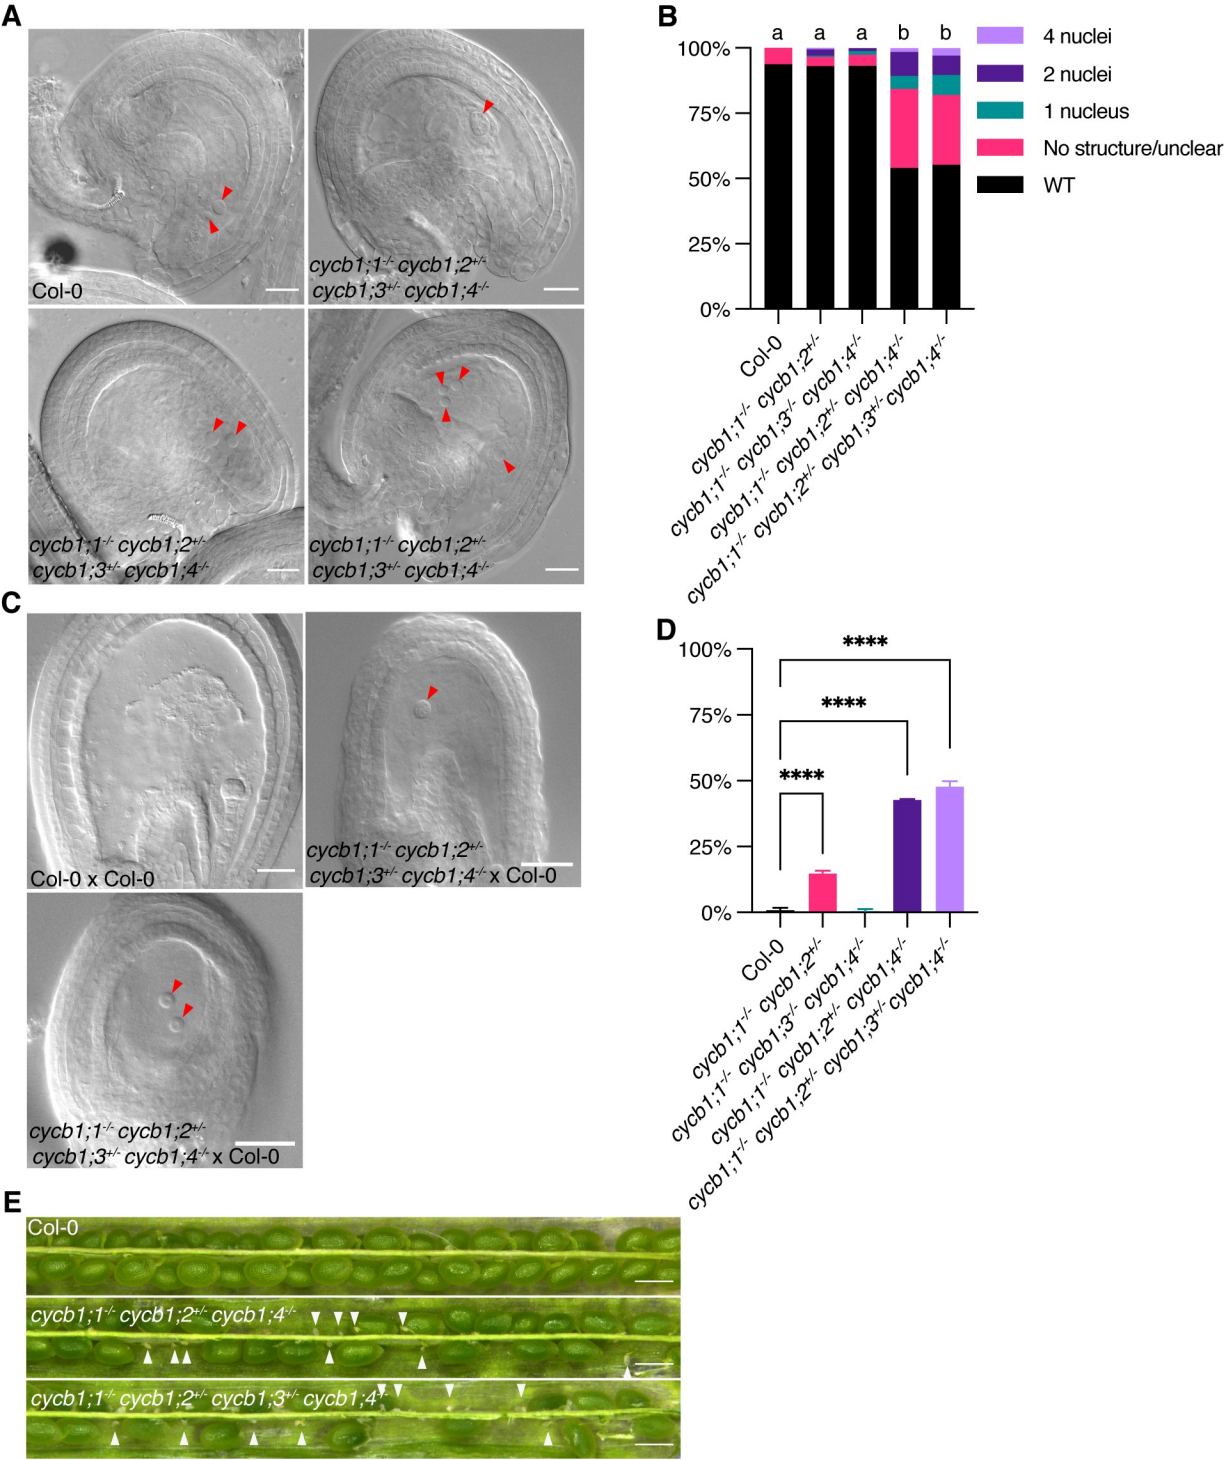 A
Col-0
cycb1;1-/- cycb1;2+/-
cycb1;3+/- cycb1;4-/-
cycb1;1-/- cycb1;2+/-
cycb1;3+/- cycb1;4-/-
cycb1;1-/- cycb1;2+/-
cycb1;3+/- cycb1;4-/-
B
a a a b b
100%
75%
50%
25%
0%
Col-0
cycb1;1-/- cycb1;2+/-
cycb1;1-/- cycb1;3-/- cycb1;4-/-
cycb1;1-/- cycb1;2+/- cycb1;4-/-
cycb1;1-/- cycb1;2+/- cycb1;3+/- cycb1;4-/-
4 nuclei
2 nuclei
1 nucleus
No structure/unclear
WT
C
Col-0 x Col-0
cycb1;1-/- cycb1;2+/-
cycb1;3+/- cycb1;4-/- x Col-0
cycb1;1-/- cycb1;2+/-
cycb1;3+/- cycb1;4-/- x Col-0
D
100%
75%
50%
25%
0%
****
****
****
Col-0
cycb1;1-/- cycb1;2+/-
cycb1;1-/- cycb1;3-/- cycb1;4-/-
cycb1;1-/- cycb1;2+/- cycb1;4-/-
cycb1;1-/- cycb1;2+/- cycb1;3+/- cycb1;4-/-
E
Col-0
cycb1;1-/- cycb1;2+/- cycb1;4-/-
cycb1;1-/- cycb1;2+/- cycb1;3+/- cycb1;4-/-